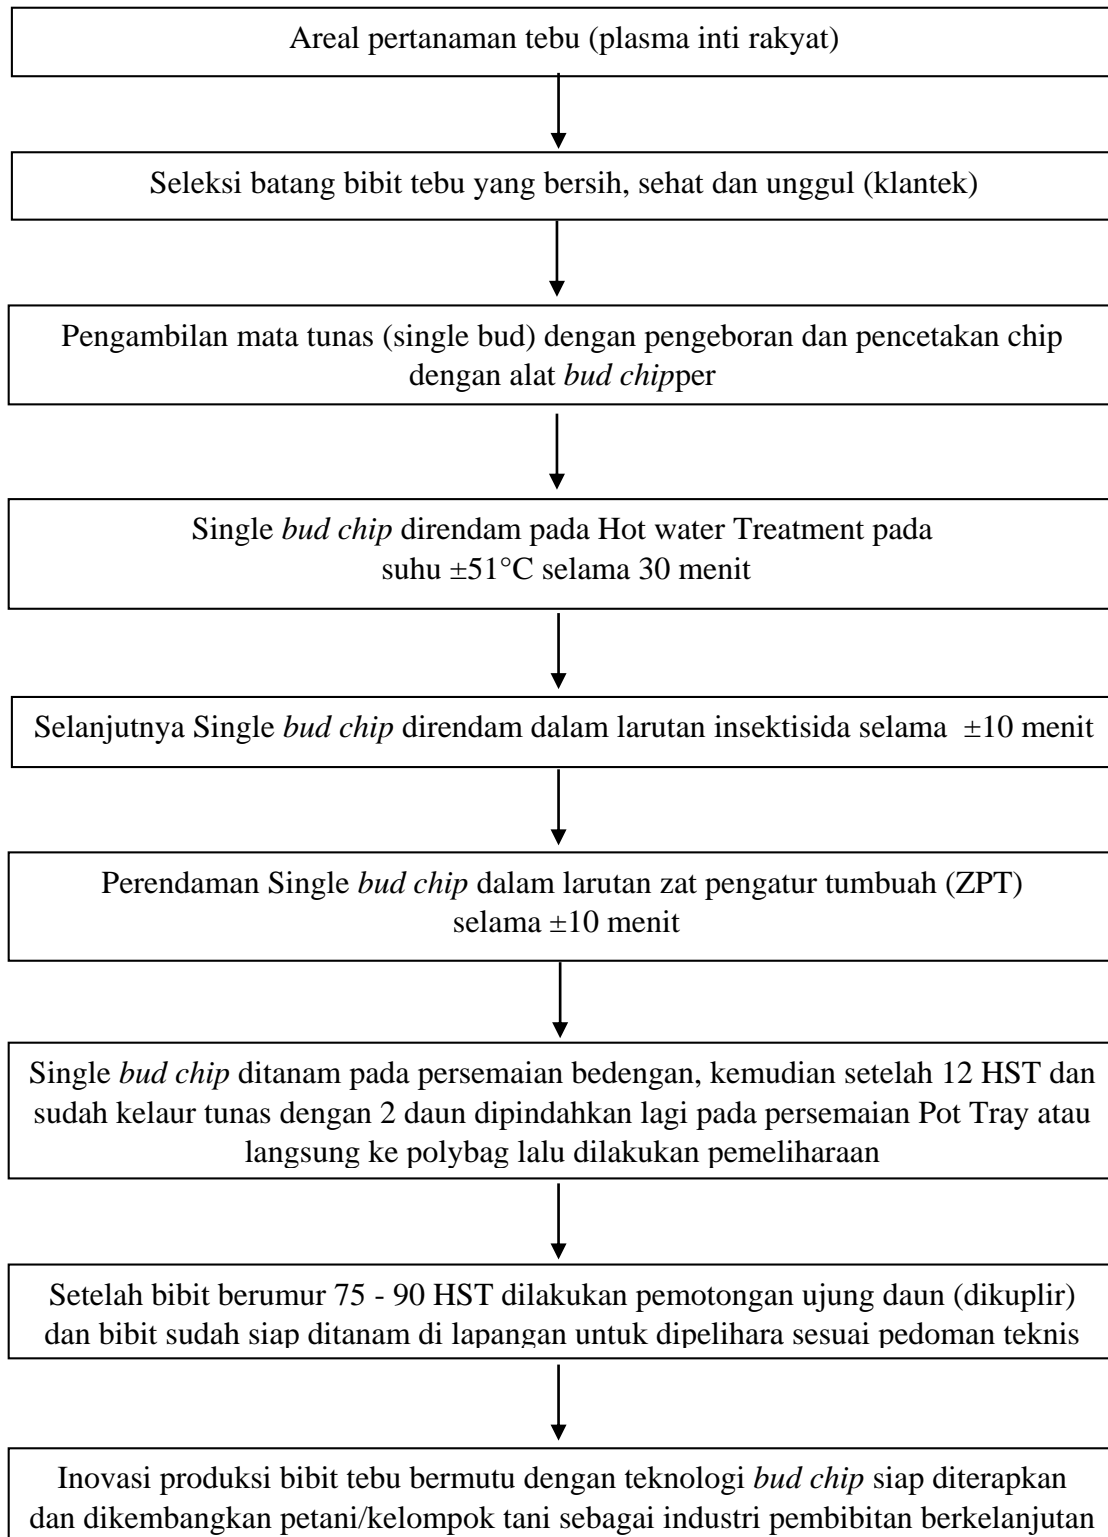 Areal pertanaman tebu (plasma inti rakyat)
Seleksi batang bibit tebu yang bersih, sehat dan unggul (klantek)
Pengambilan mata tunas (single bud) dengan pengeboran dan pencetakan chip
dengan alat bud chipper
Single bud chip direndam pada Hot water Treatment pada
suhu ±51°C selama 30 menit
Selanjutnya Single bud chip direndam dalam larutan insektisida selama ±10 menit
Perendaman Single bud chip dalam larutan zat pengatur tumbuah (ZPT)
selama ±10 menit
Single bud chip ditanam pada persemaian bedengan, kemudian setelah 12 HST dan
sudah kelaur tunas dengan 2 daun dipindahkan lagi pada persemaian Pot Tray atau
langsung ke polybag lalu dilakukan pemeliharaan
Setelah bibit berumur 75 - 90 HST dilakukan pemotongan ujung daun (dikuplir)
dan bibit sudah siap ditanam di lapangan untuk dipelihara sesuai pedoman teknis
Inovasi produksi bibit tebu bermutu dengan teknologi bud chip siap diterapkan
dan dikembangkan petani/kelompok tani sebagai industri pembibitan berkelanjutan